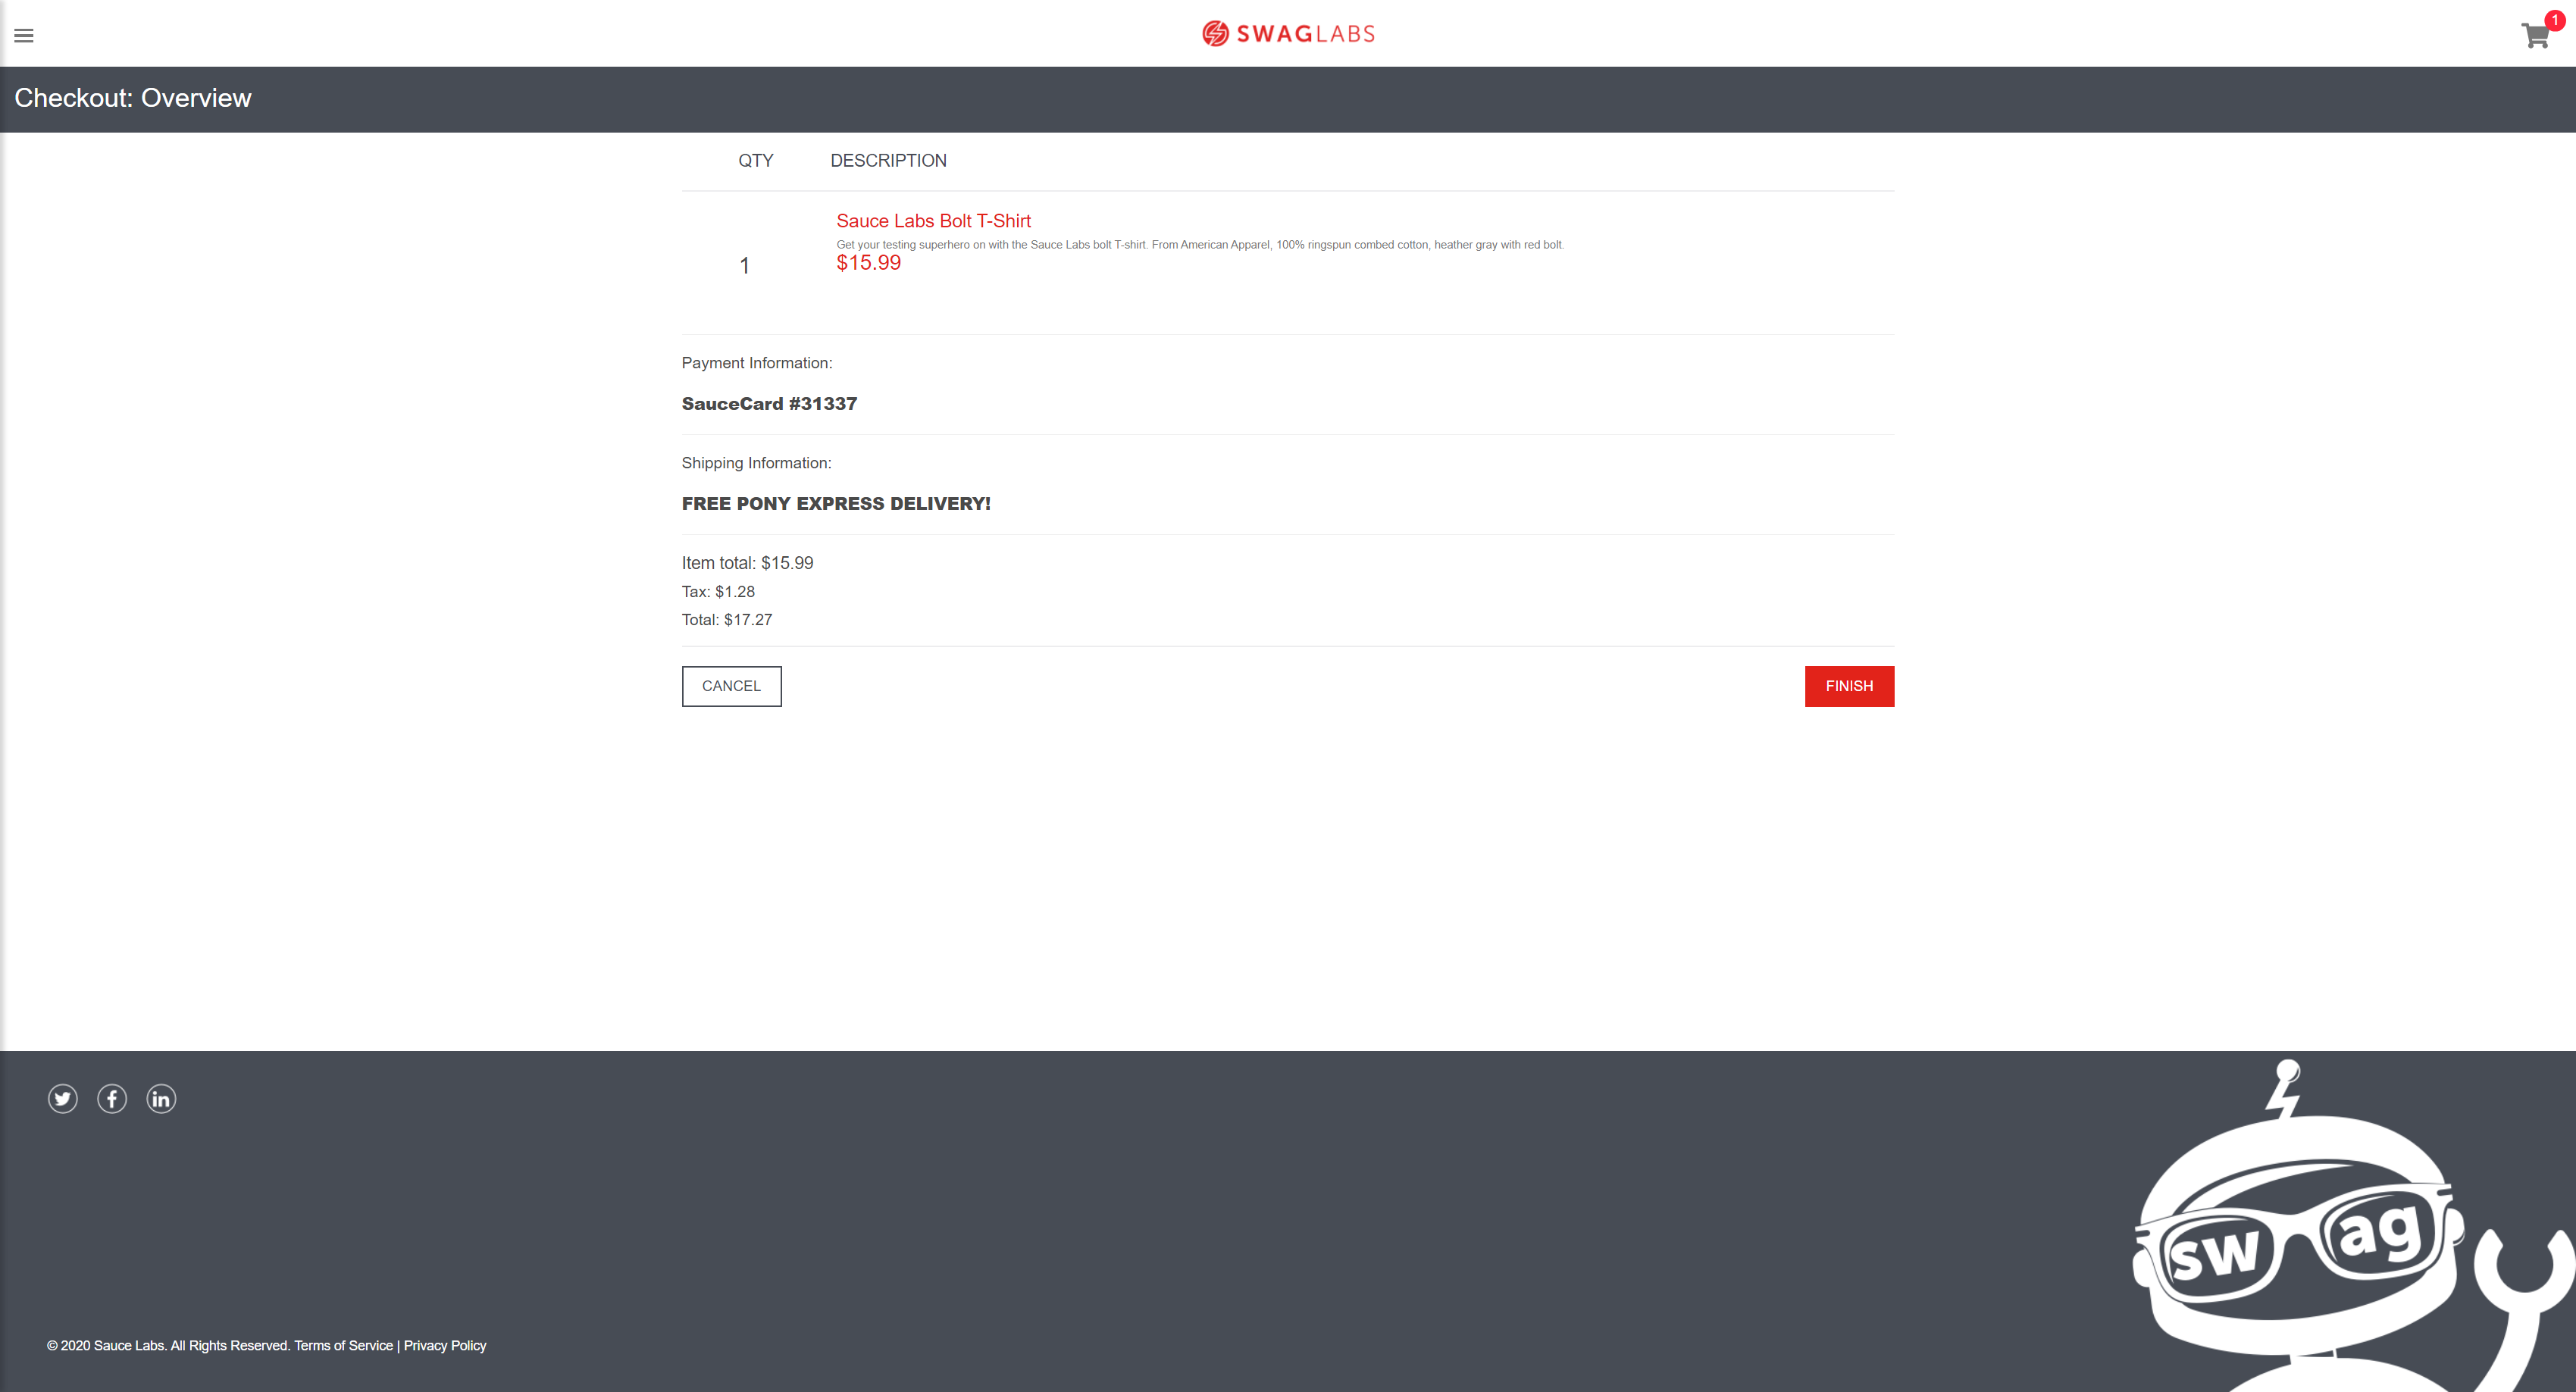 SWAGLABS
1
Checkout: Overview
QTY DESCRIPTION
Sauce Labs Bolt T-Shirt
Get your testing superhero on with the Sauce Labs bolt T-shirt. From American Apparel, 100% ringspun combed cotton, heather gray with red bolt.
1
$15.99
Payment Information:
SauceCard #31337
Shipping Information:
FREE PONY EXPRESS DELIVERY!
Item total: $15.99
Tax: $1.28
Total: $17.27
CANCEL
FINISH
sw ag
© 2020 Sauce Labs. All Rights Reserved. Terms of Service | Privacy Policy